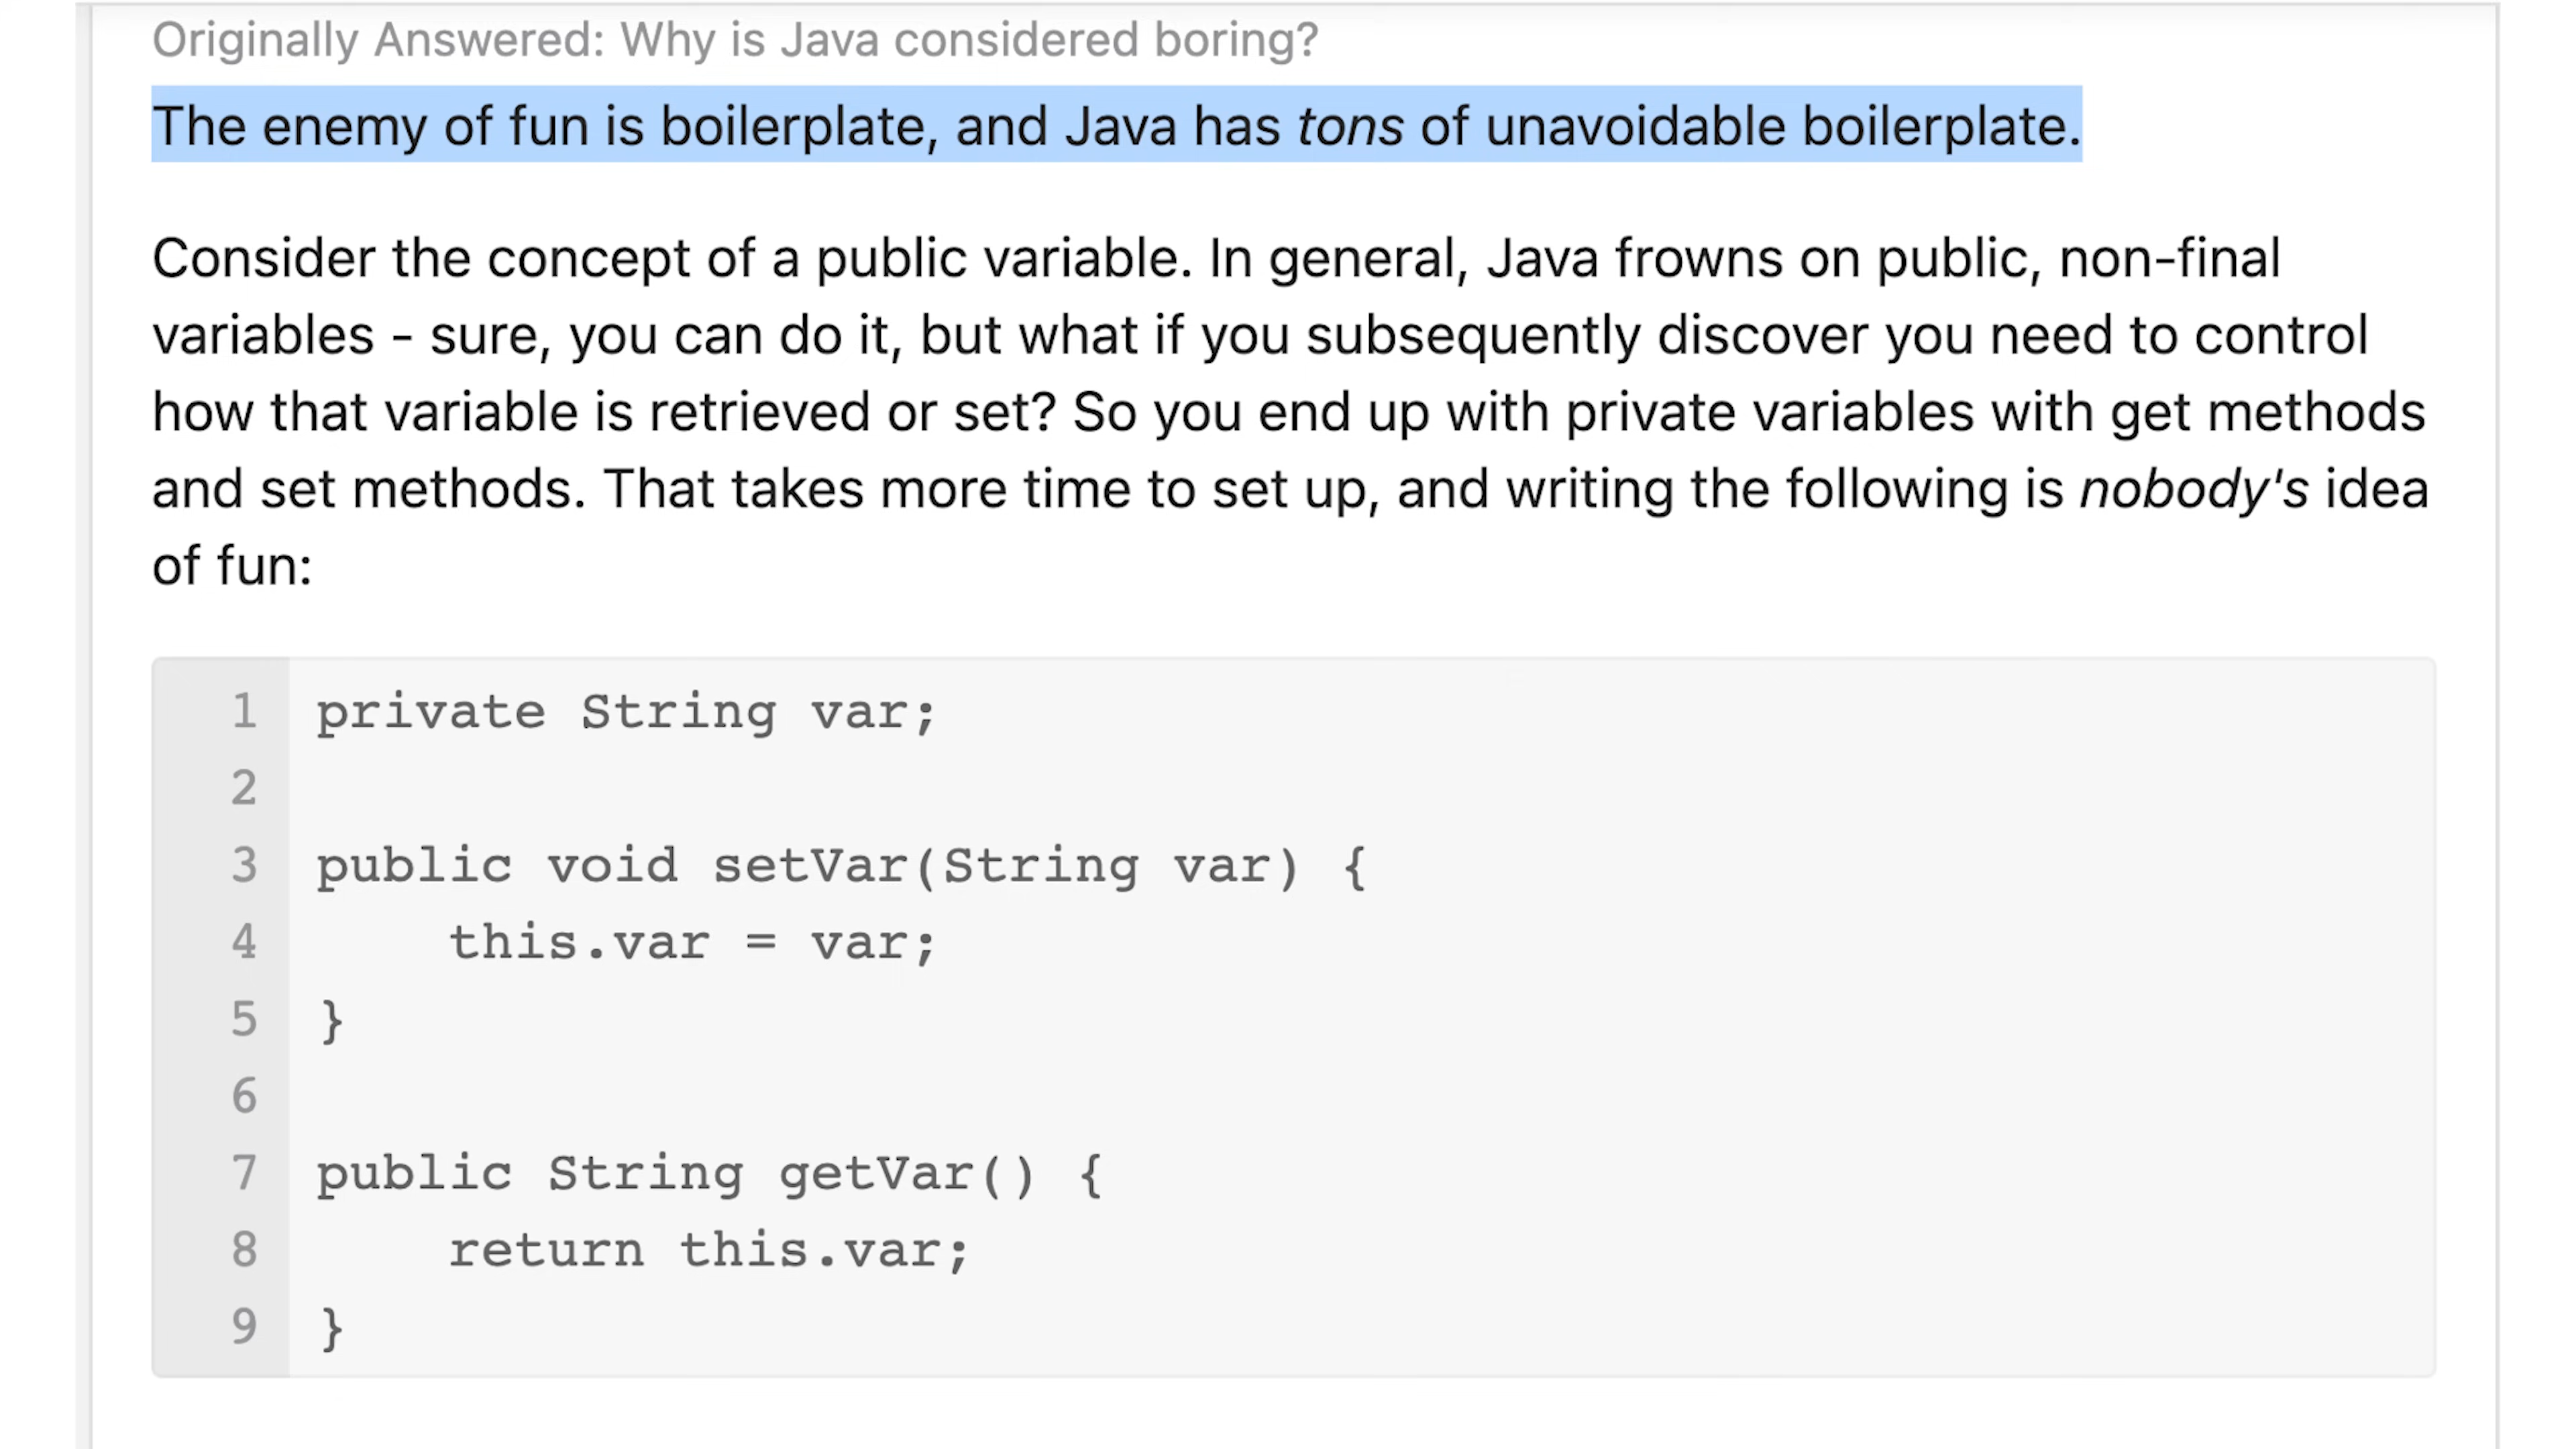 Originally Answered: Why is Java considered boring?
The enemy of fun is boilerplate, and Java has tons of unavoidable boilerplate.
Consider the concept of a public variable. In general, Java frowns on public, non-final
variables - sure, you can do it, but what if you subsequently discover you need to control
how that variable is retrieved or set? So you end up with private variables with get methods
and set methods. That takes more time to set up, and writing the following is nobody's idea
of fun:
1 private String var;
2
3 public void setVar(String var) {
4 this.var = var;
5 }
6
7 public String getVar() {
8 return this.var;
9 }